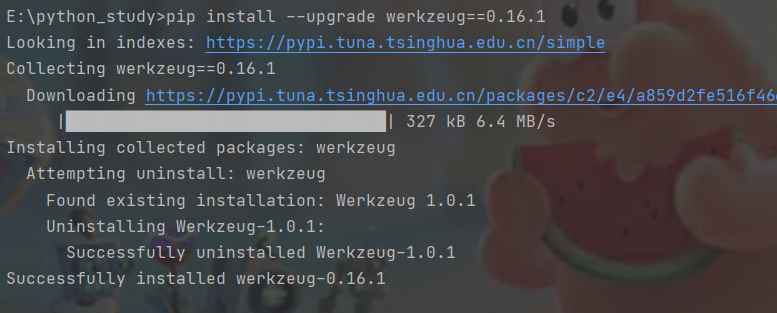 E:\python_study>pip install --upgrade werkzeug==0.16.1
Looking in indexes: https://pypi.tuna.tsinghua.edu.cn/simple
Collecting werkzeug==0.16.1
Downloading https://pypi.tuna.tsinghua.edu.cn/packages/c2/e4/a859d2fe516f466
| | 327 kB 6.4 MB/s
Installing collected packages: werkzeug
Attempting uninstall: werkzeug
Found existing installation: Werkzeug 1.0.1
Uninstalling Werkzeug-1.0.1:
Successfully uninstalled Werkzeug-1.0.1
Successfully installed werkzeug-0.16.1